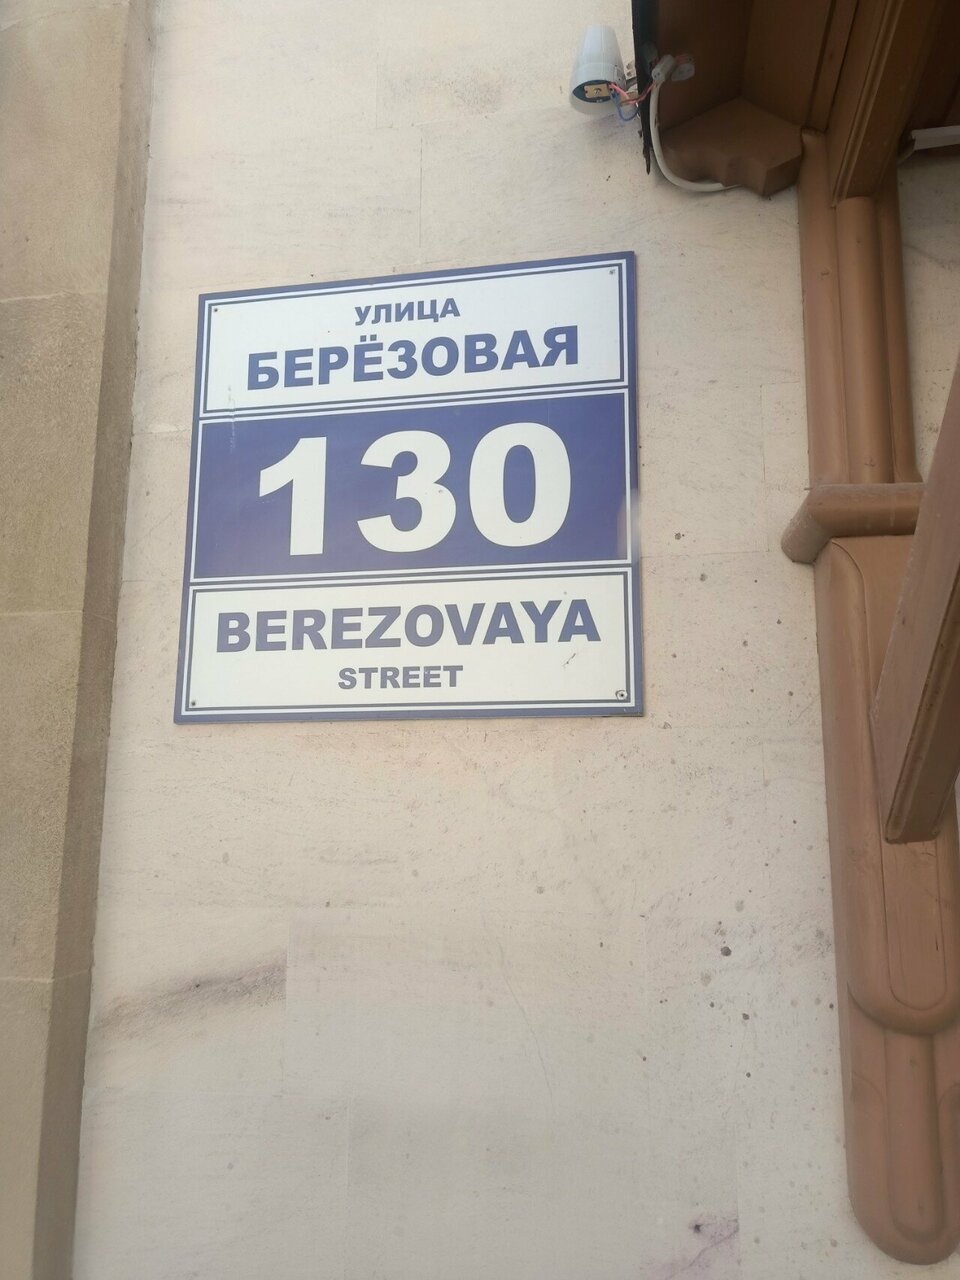 УЛИЦА
БЕРЁЗОВАЯ
130
BEREZOVAYA
STREET